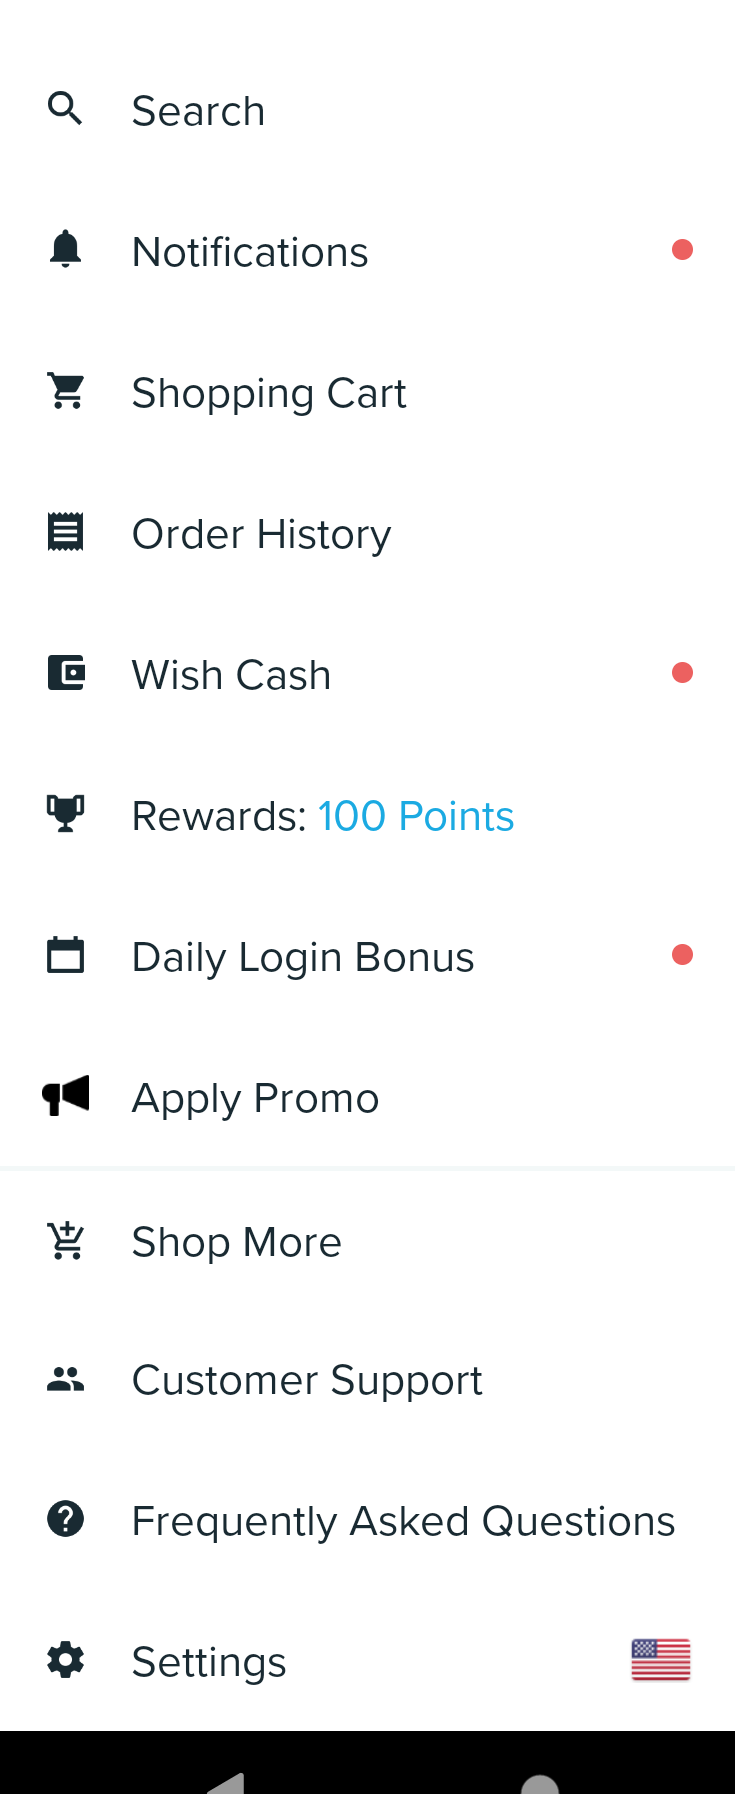 Search
Notifications
Shopping Cart
Order History
Wish Cash
Rewards: 100 Points
Daily Login Bonus
Apply Promo
Shop More
Customer Support
Frequently Asked Questions
Settings